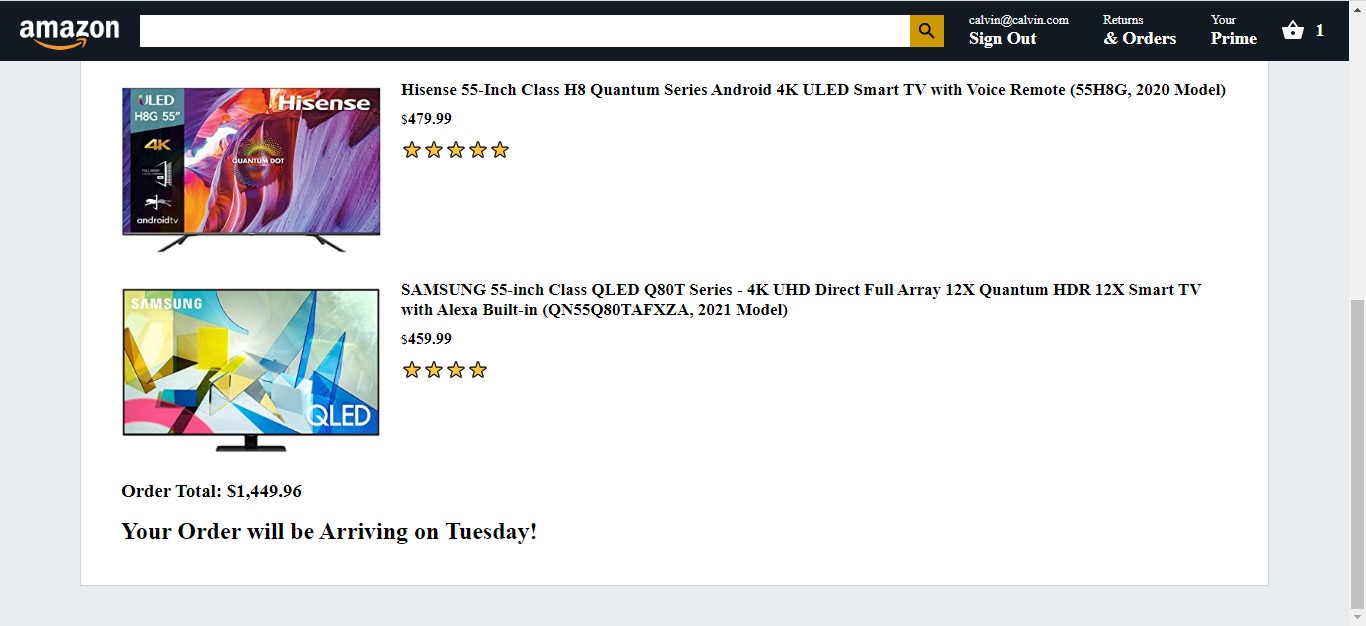 amazon
calvin@calvin.com
Sign Out
Returns
& Orders
Your
Prime
1
ULED
H8G 55"
4K
androidtv
Hisense
QUANTUM DOT
Hisense 55-Inch Class H8 Quantum Series Android 4K ULED Smart TV with Voice Remote (55H8G, 2020 Model)
$479.99
SAMSUNG
QLED
SAMSUNG 55-inch Class QLED Q80T Series - 4K UHD Direct Full Array 12X Quantum HDR 12X Smart TV
with Alexa Built-in (QN55Q80TAFXZA, 2021 Model)
$459.99
Order Total: $1,449.96
Your Order will be Arriving on Tuesday!